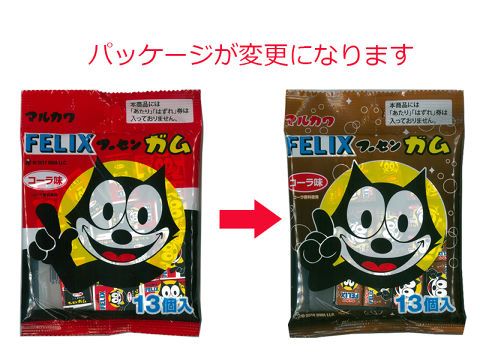 パッケージが変更になります
マルカワ
本商品には
「あたり」「はずれ」券は
入っておりません。
FELIX フーセン ガム
コーラ味
13個入
マルカワ
本商品には
「あたり」「はずれ」券は
入っておりません。
FELIX フーセン ガム
コーラ味
13個入